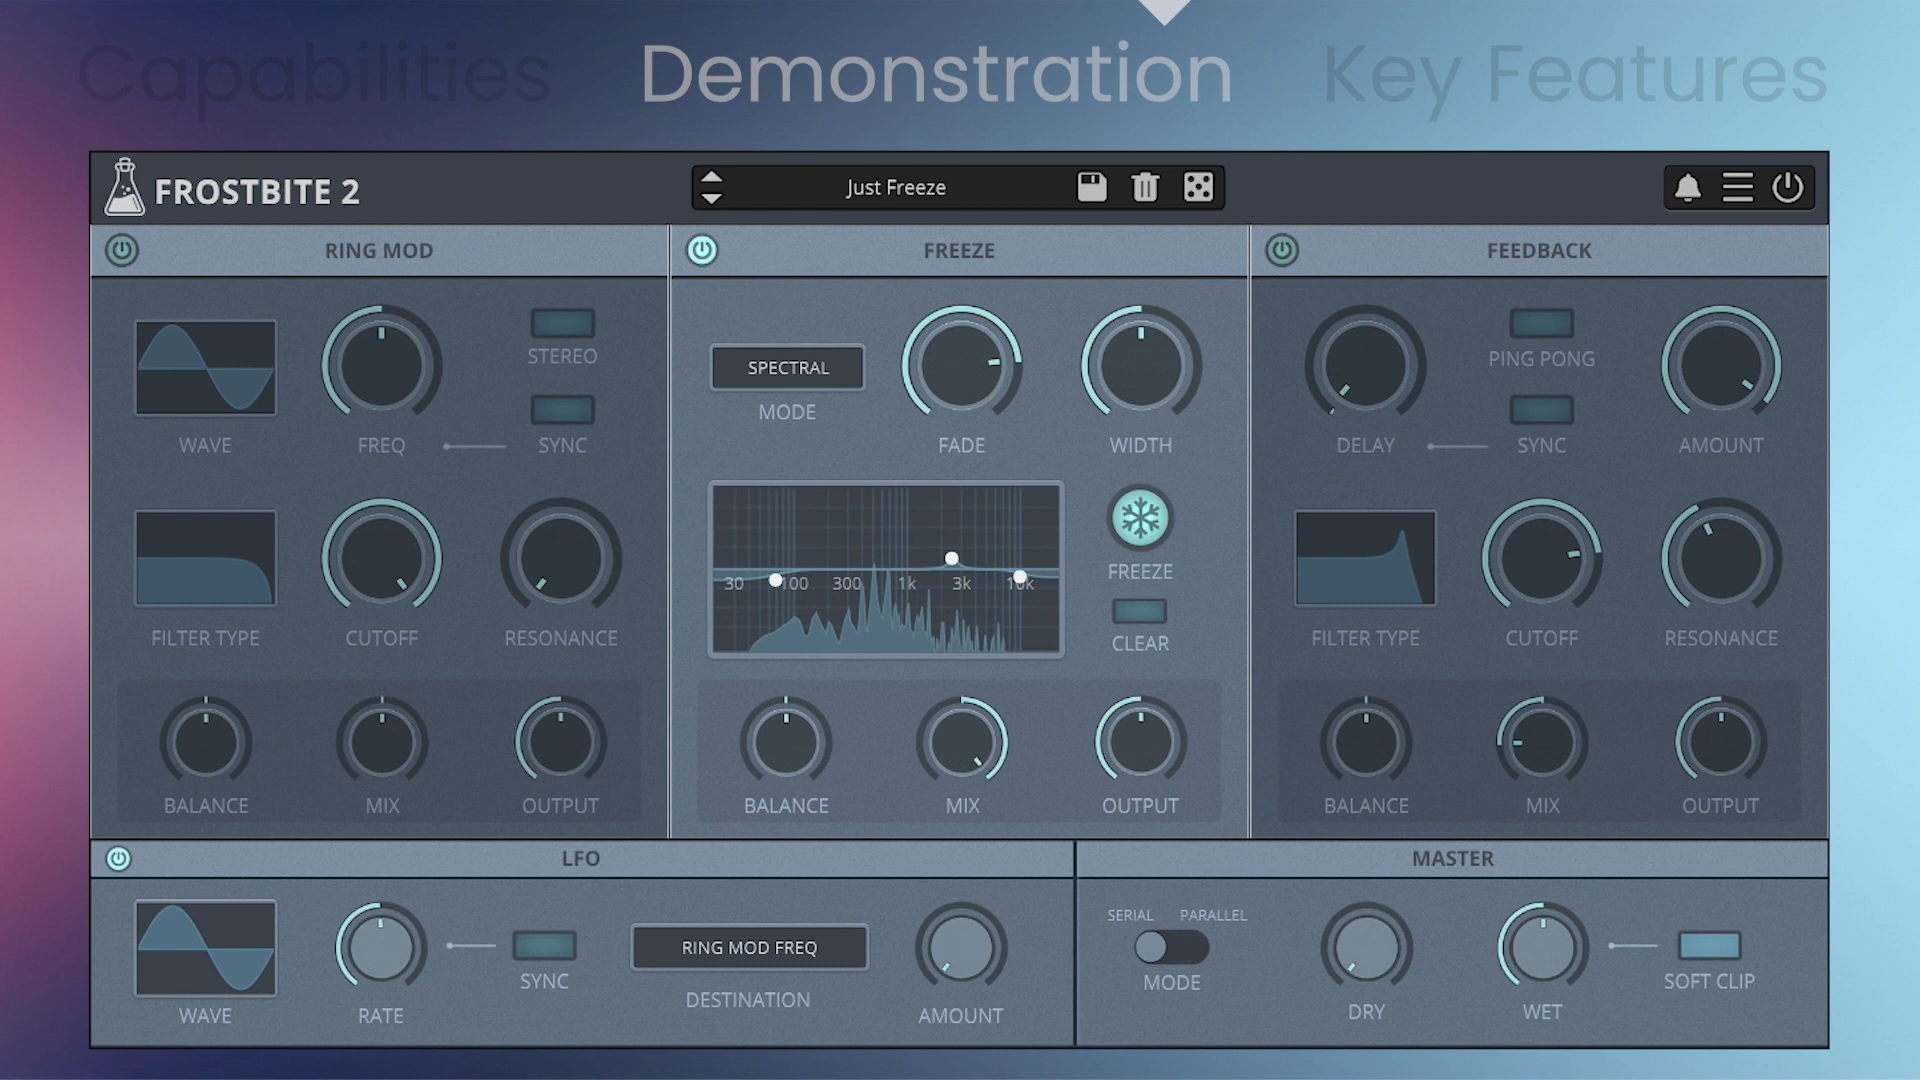 Capabilities
Demonstration
Key Features
FROSTBITE 2
Just Freeze
RING MOD
FREEZE
FEEDBACK
WAVE
FREQ
STEREO
SYNC
FILTER TYPE
CUTOFF
RESONANCE
BALANCE
MIX
OUTPUT
SPECTRAL
MODE
FADE
WIDTH
30
100
300
1k
3k
10k
FREEZE
CLEAR
BALANCE
MIX
OUTPUT
DELAY
PING PONG
SYNC
AMOUNT
FILTER TYPE
CUTOFF
RESONANCE
BALANCE
MIX
OUTPUT
LFO
WAVE
RATE
SYNC
RING MOD FREQ
DESTINATION
AMOUNT
MASTER
SERIAL
PARALLEL
MODE
DRY
WET
SOFT CLIP